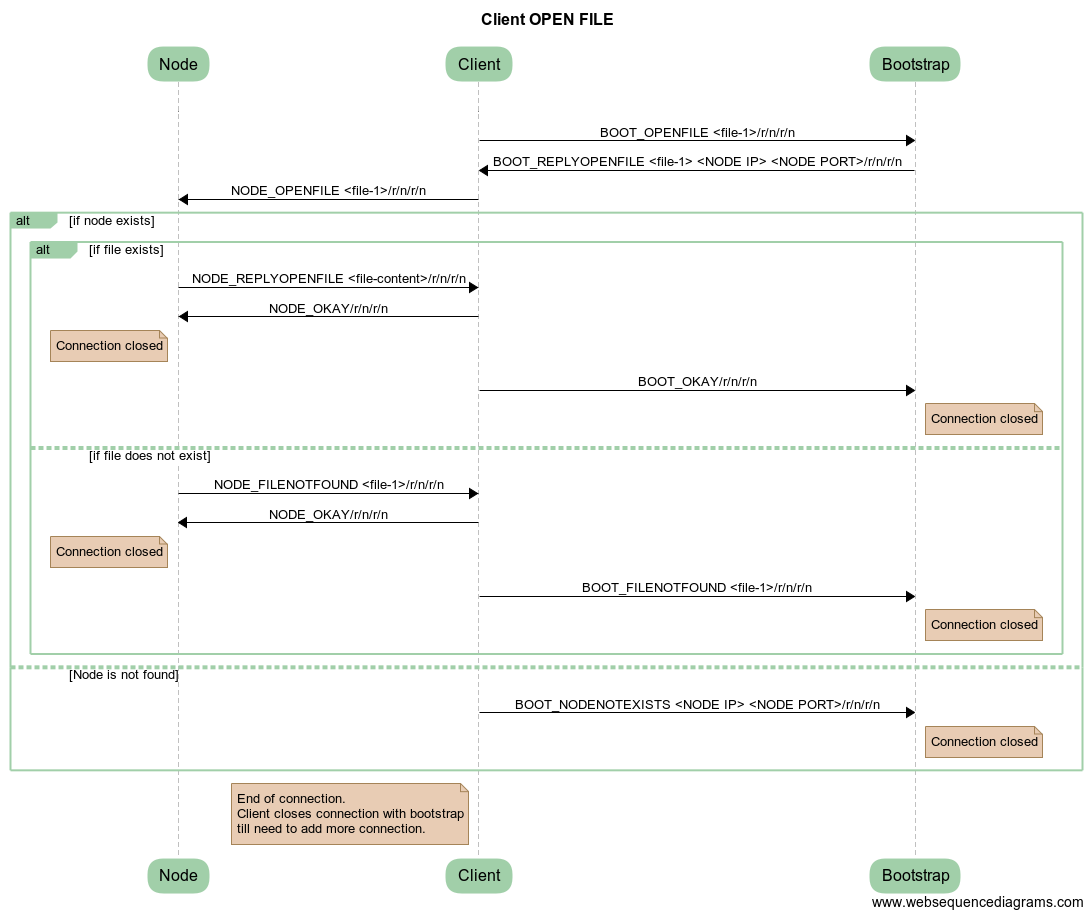 Client OPEN FILE
Node
Client
Bootstrap
BOOT_OPENFILE <file-1>/r/n/r/n
BOOT_REPLYOPENFILE <file-1> <NODE IP> <NODE PORT>/r/n/r/n
NODE_OPENFILE <file-1>/r/n/r/n
alt [if node exists]
alt [if file exists]
NODE_REPLYOPENFILE <file-content>/r/n/r/n
NODE_OKAY/r/n/r/n
Connection closed
BOOT_OKAY/r/n/r/n
Connection closed
[if file does not exist]
NODE_FILENOTFOUND <file-1>/r/n/r/n
NODE_OKAY/r/n/r/n
Connection closed
BOOT_FILENOTFOUND <file-1>/r/n/r/n
Connection closed
[Node is not found]
BOOT_NODENOTEXISTS <NODE IP> <NODE PORT>/r/n/r/n
Connection closed
End of connection.
Client closes connection with bootstrap
till need to add more connection.
Node
Client
Bootstrap
www.websequencediagrams.com